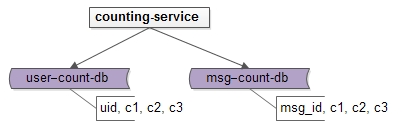 counting-service
user–count-db
msg–count-db
uid, c1, c2, c3
msg_id, c1, c2, c3